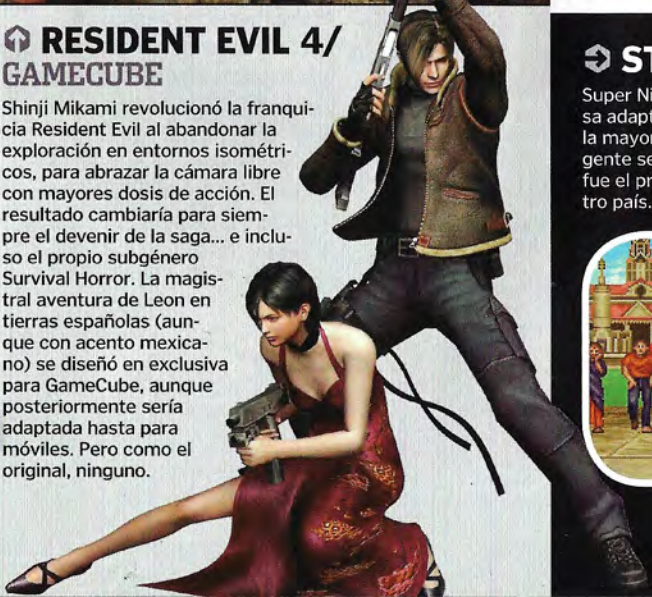 RESIDENT EVIL 4/
GAMECUBE
Shinji Mikami revolucionó la franqui-
cia Resident Evil al abandonar la
exploración en entornos isométri-
cos, para abrazar la cámara libre
con mayores dosis de acción. El
resultado cambiaría para siem-
pre el devenir de la saga... e inclu-
so el propio subgénero
Survival Horror. La magis-
tral aventura de Leon en
tierras españolas (aun-
que con acento mexica-
no) se diseñó en exclusiva
para GameCube, aunque
posteriormente sería
adaptada hasta para
móviles. Pero como el
original, ninguno.
ST
Super Ni
sa adapt
la mayor
gente se
fue el pr
tro país.